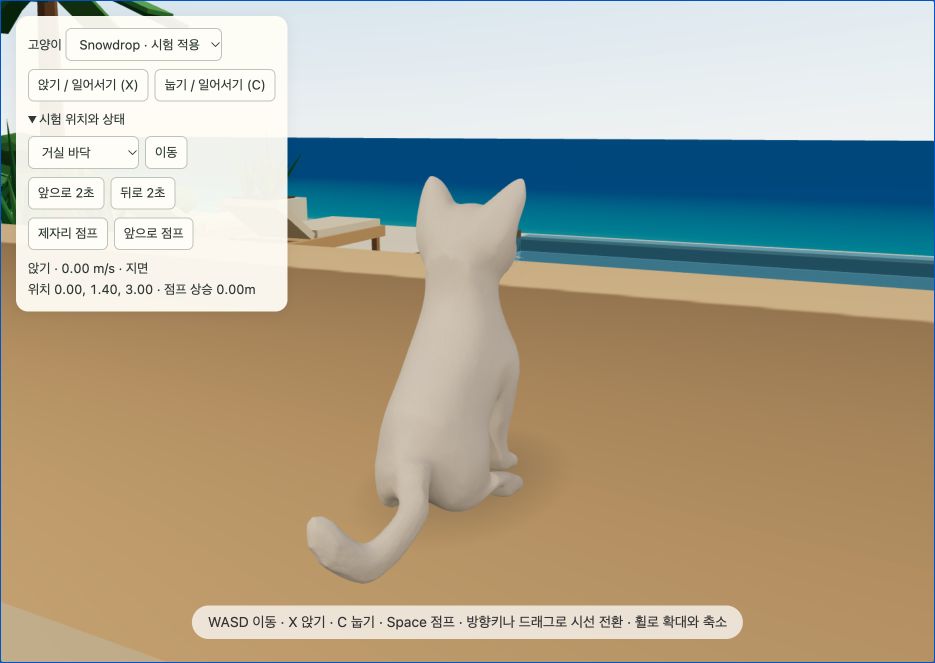 고양이 Snowdrop · 시험 적용
앉기 / 일어서기 (X) 눕기 / 일어서기 (C)
▼ 시험 위치와 상태
거실 바닥 이동
앞으로 2초 뒤로 2초
제자리 점프 앞으로 점프
앉기 · 0.00 m/s · 지면
위치 0.00, 1.40, 3.00 · 점프 상승 0.00m
WASD 이동 · X 앉기 · C 눕기 · Space 점프 · 방향키나 드래그로 시선 전환 · 휠로 확대와 축소